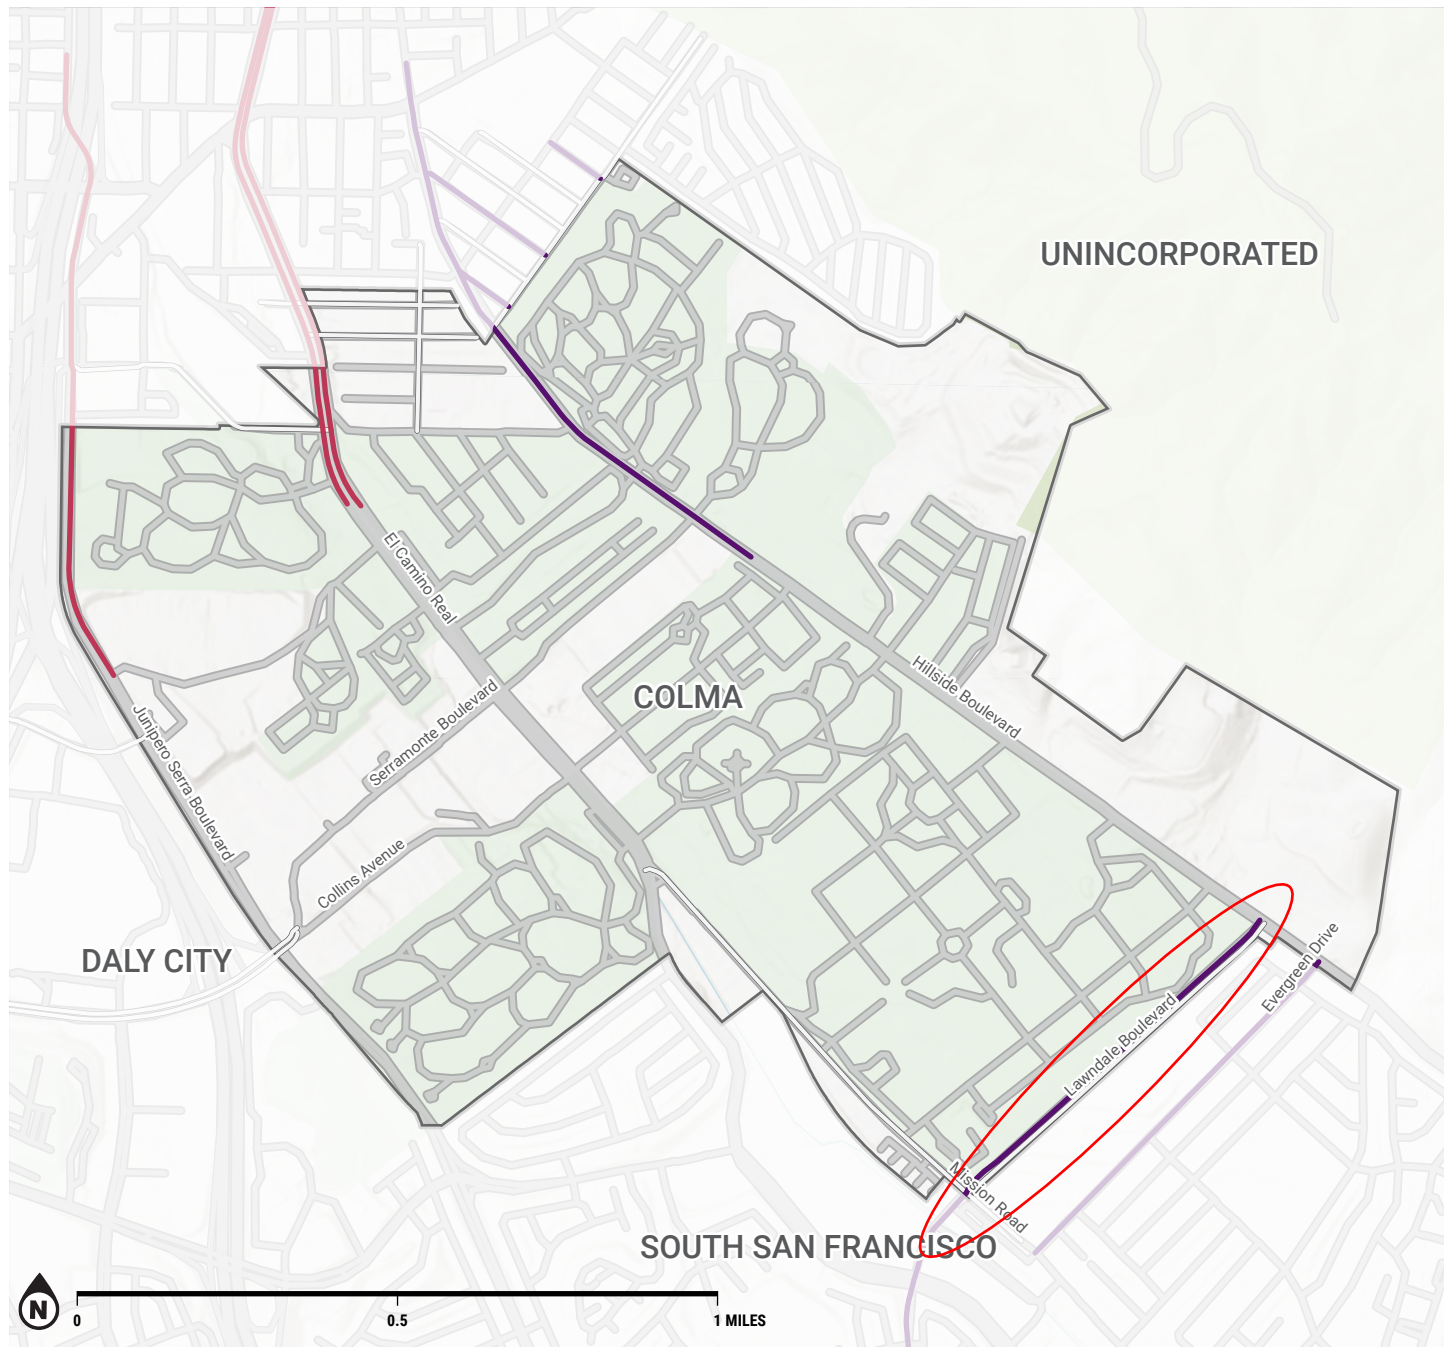 UNINCORPORATED
El Camino Real
COLMA
Hillside Boulevard
Serramonte Boulevard
Junipero Serra Boulevard
Collins Avenue
DALY CITY
Evergreen Drive
Lawndale Boulevard
Mission Road
SOUTH SAN FRANCISCO
N
0 0.5 1 MILES